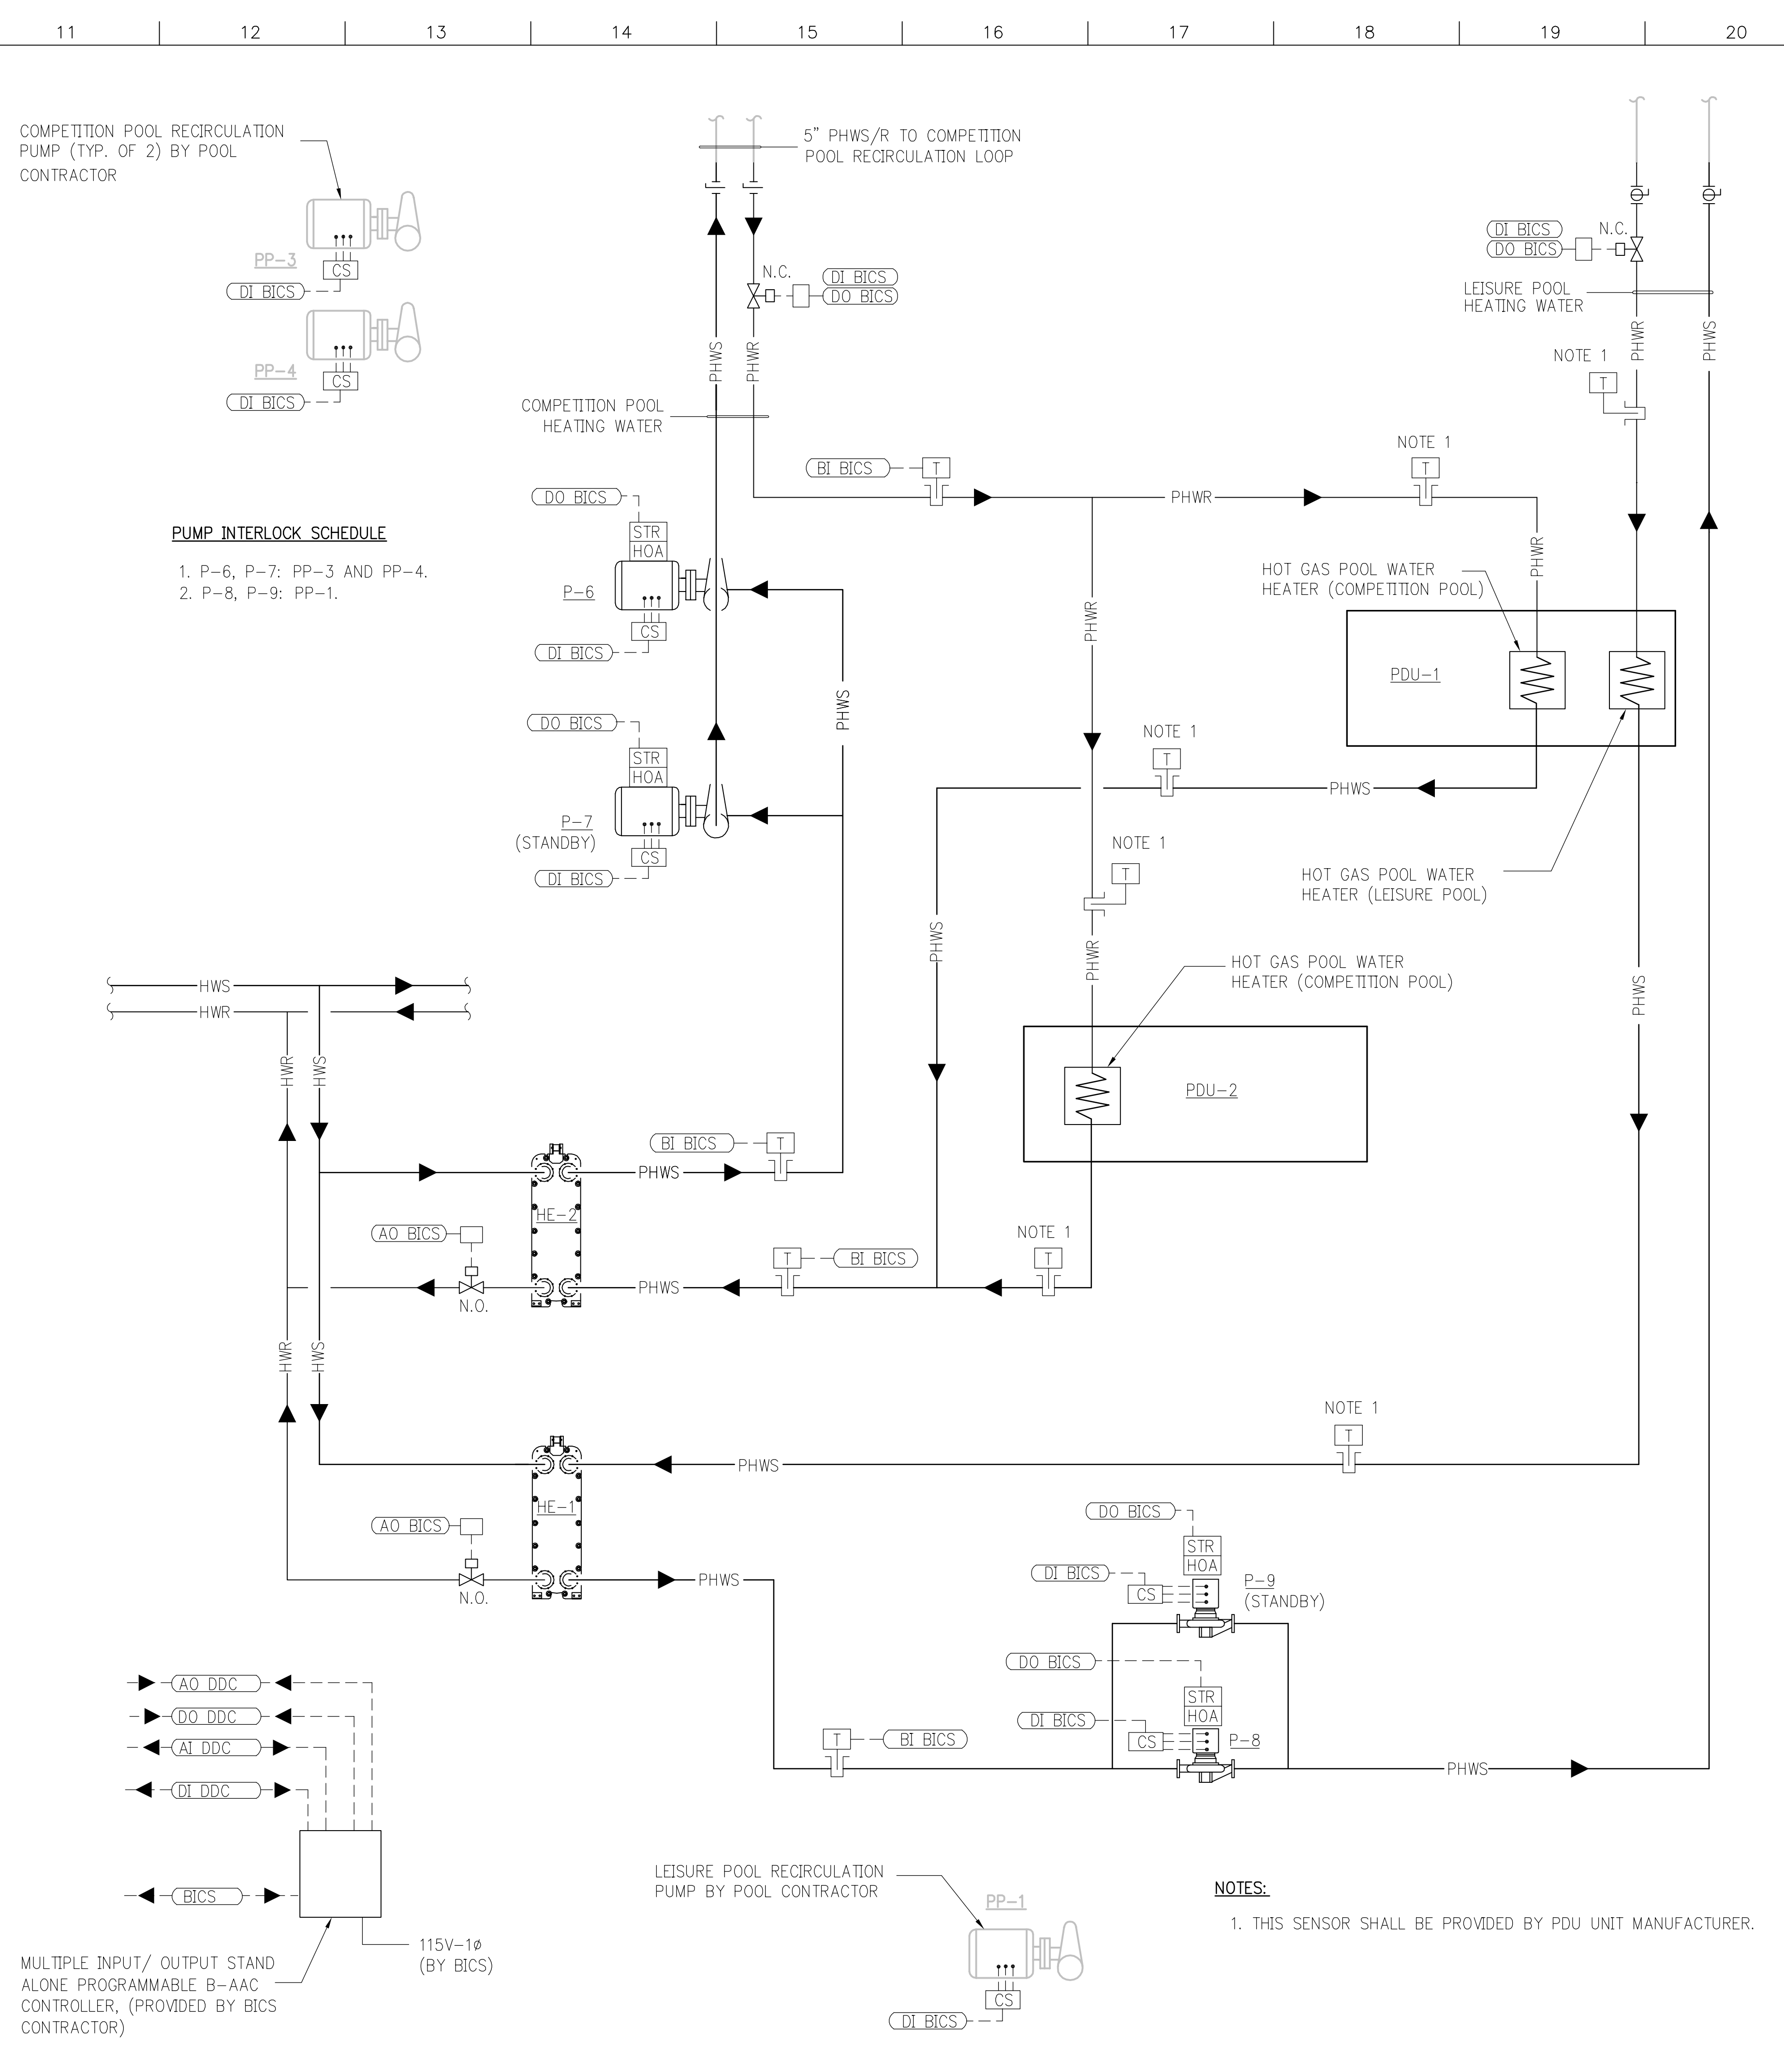 11 12 13 14 15 16 17 18 19 20
COMPETITION POOL RECIRCULATION
PUMP (TYP. OF 2) BY POOL
CONTRACTOR
PP-3
CS
DI BICS
PP-4
CS
DI BICS
5" PHWS/R TO COMPETITION
POOL RECIRCULATION LOOP
N.C.
DI BICS
DO BICS
PHWS
PHWR
COMPETITION POOL
HEATING WATER
DI BICS
DO BICS
N.C.
LEISURE POOL
HEATING WATER
PHWR
PHWS
NOTE 1
T
BI BICS
T
PHWR
NOTE 1
T
PUMP INTERLOCK SCHEDULE
1. P-6, P-7: PP-3 AND PP-4.
2. P-8, P-9: PP-1.
DO BICS
STR
HOA
P-6
CS
DI BICS
PHWS
DO BICS
STR
HOA
P-7
(STANDBY)
CS
DI BICS
PHWR
PHWR
HOT GAS POOL WATER
HEATER (COMPETITION POOL)
PDU-1
NOTE 1
T
PHWS
NOTE 1
T
HOT GAS POOL WATER
HEATER (LEISURE POOL)
PHWS
PHWR
HOT GAS POOL WATER
HEATER (COMPETITION POOL)
PHWS
PDU-2
HWS
HWR
HWR
HWS
BI BICS
T
PHWS
HE-2
AO BICS
N.O.
PHWS
T
BI BICS
NOTE 1
T
HWR
HWS
NOTE 1
T
PHWS
HE-1
AO BICS
N.O.
PHWS
DO BICS
STR
HOA
DI BICS
CS
P-9
(STANDBY)
DO BICS
STR
HOA
DI BICS
CS
P-8
T
BI BICS
PHWS
AO DDC
DO DDC
AI DDC
DI DDC
BICS
115V-1ø
(BY BICS)
MULTIPLE INPUT/ OUTPUT STAND
ALONE PROGRAMMABLE B-AAC
CONTROLLER, (PROVIDED BY BICS
CONTRACTOR)
LEISURE POOL RECIRCULATION
PUMP BY POOL CONTRACTOR
PP-1
CS
DI BICS
NOTES:
1. THIS SENSOR SHALL BE PROVIDED BY PDU UNIT MANUFACTURER.